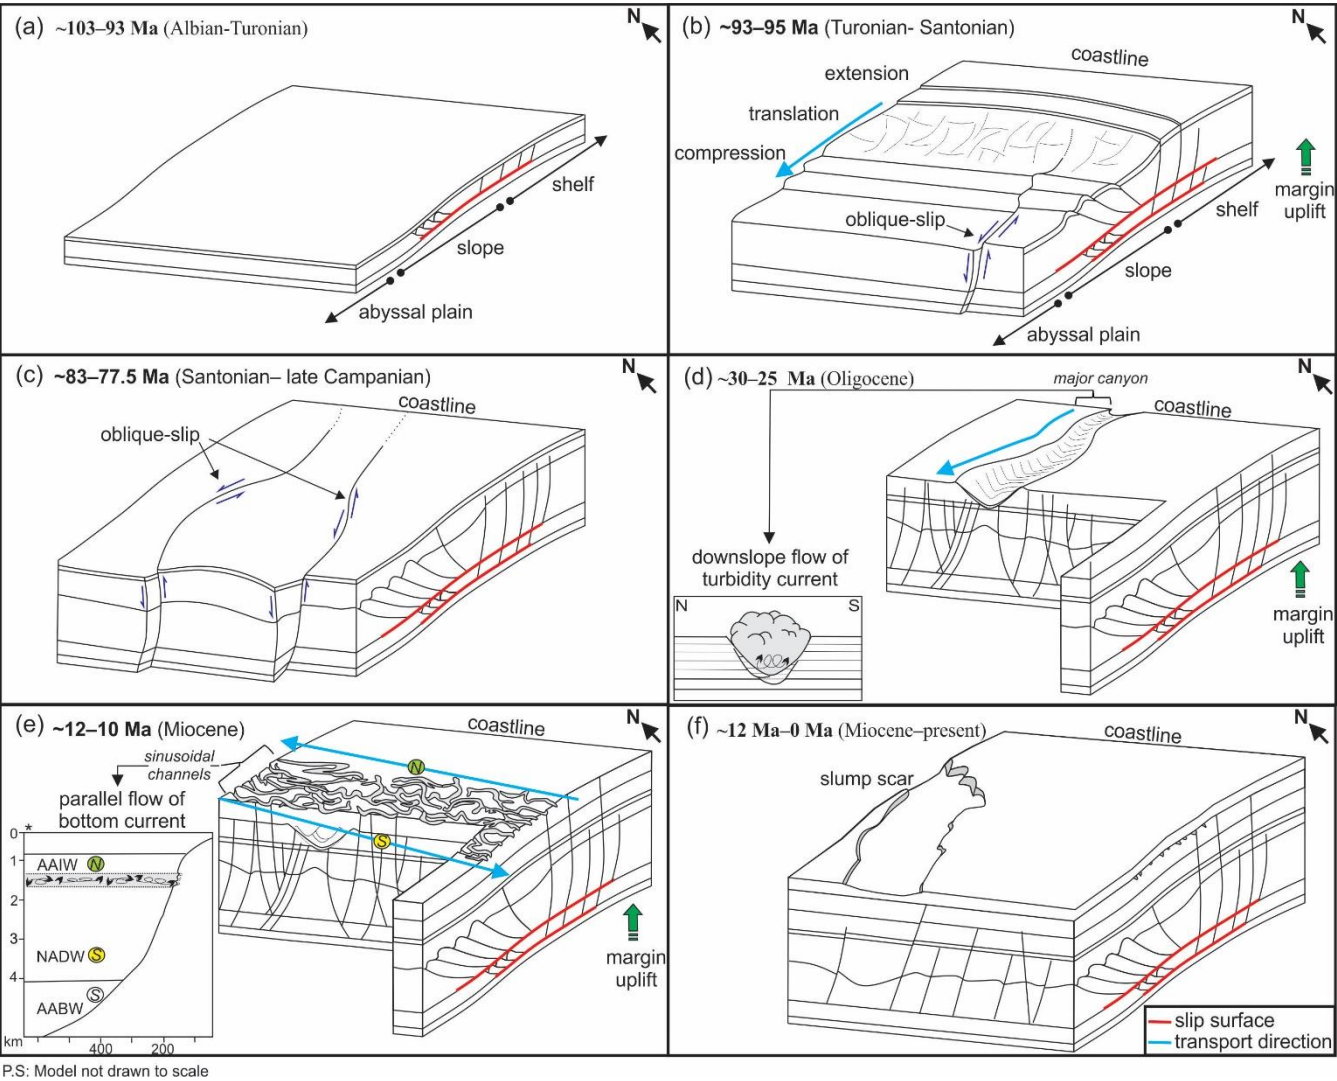 (a) ~103–93 Ma (Albian-Turonian)
N
shelf
slope
abyssal plain
(b) ~93–95 Ma (Turonian- Santonian)
N
coastline
extension
translation
compression
oblique-slip
margin
uplift
shelf
slope
abyssal plain
(c) ~83–77.5 Ma (Santonian– late Campanian)
N
coastline
oblique-slip
(d) ~30–25 Ma (Oligocene)
N
major canyon
coastline
downslope flow of
turbidity current
N S
margin
uplift
(e) ~12–10 Ma (Miocene)
N
coastline
sinusoidal
channels
parallel flow of
bottom current
N
S
0 *
AAIW N
1
2
3
NADW S
4
AABW S
km
400 200
margin
uplift
(f) ~12 Ma–0 Ma (Miocene–present)
N
coastline
slump scar
slip surface
transport direction
P.S: Model not drawn to scale